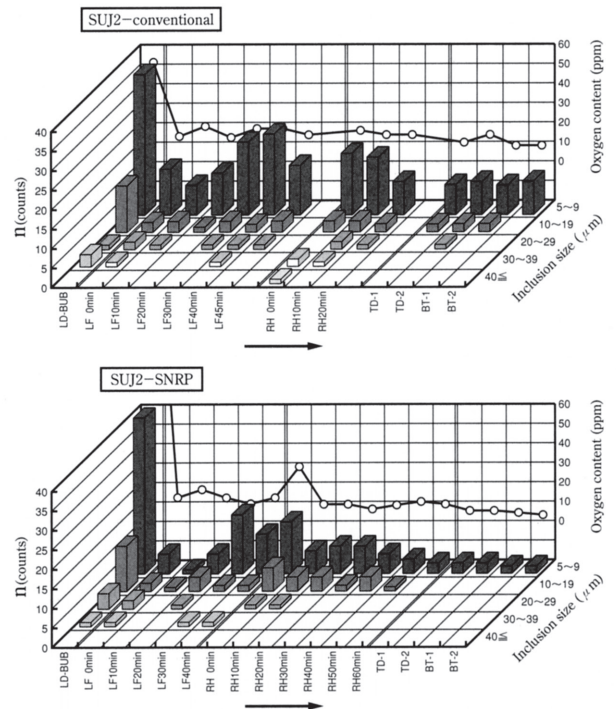 SUJ2-conventional
60
50
40
30
20
10
0
Oxygen content (ppm)
40
35
30
25
20
15
10
5
0
n(counts)
5~9
10~19
20~29
30~39
40≦
Inclusion size (μm)
LD-BUB
LF 0min
LF10min
LF20min
LF30min
LF40min
LF45min
RH 0min
RH10min
RH20min
TD-1
TD-2
BT-1
BT-2
SUJ2-SNRP
60
50
40
30
20
10
0
Oxygen content (ppm)
40
35
30
25
20
15
10
5
0
n(counts)
5~9
10~19
20~29
30~39
40≦
Inclusion size (μm)
LD-BUB
LF 0min
LF10min
LF20min
LF30min
LF40min
RH 0min
RH10min
RH20min
RH30min
RH40min
RH50min
RH60min
TD-1
TD-2
BT-1
BT-2